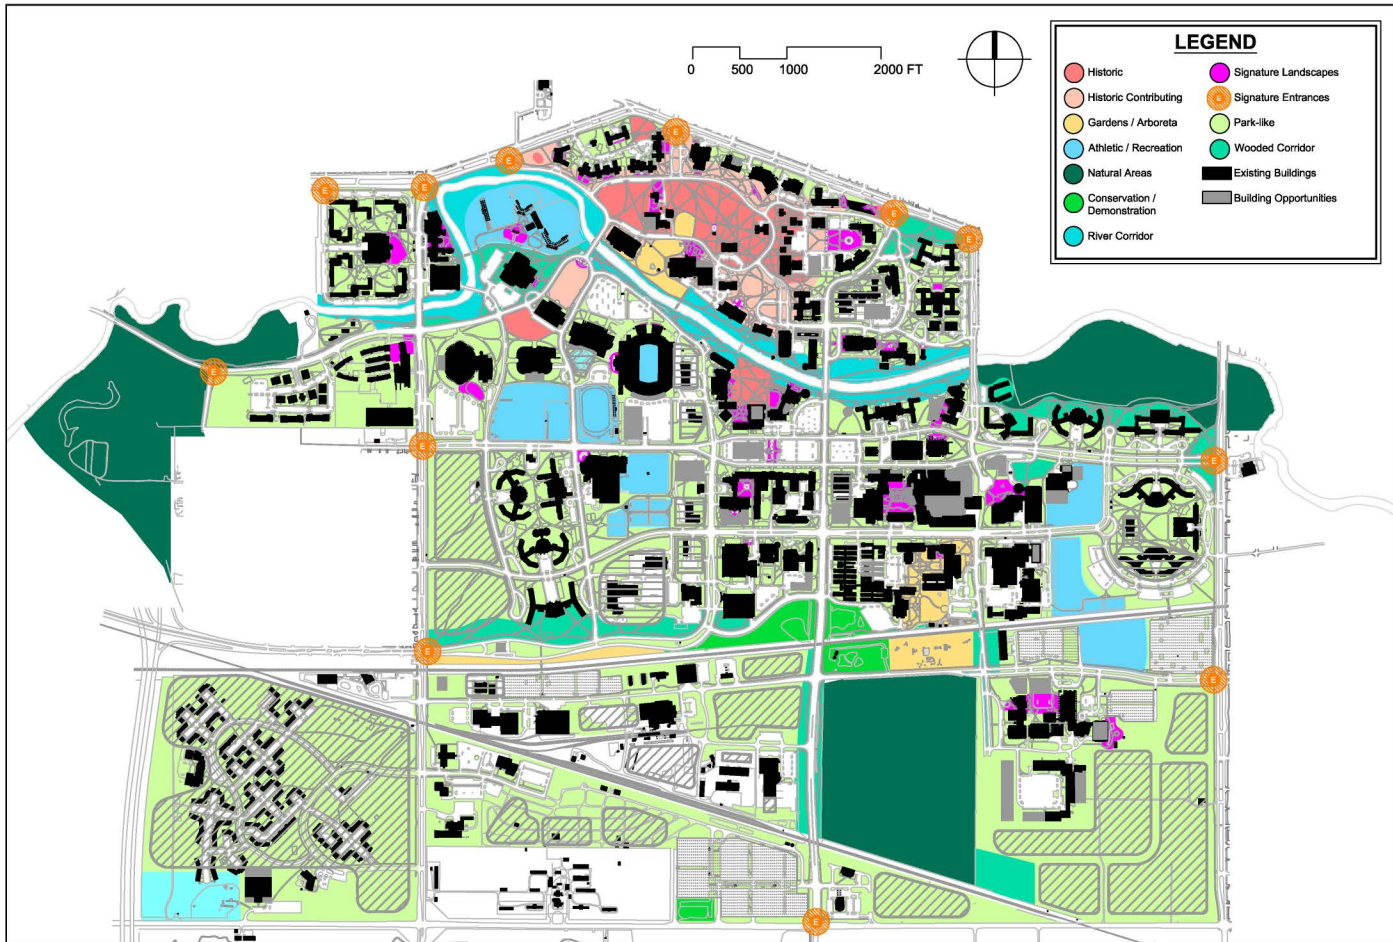 LEGEND
Historic
Historic Contributing
Gardens / Arboreta
Athletic / Recreation
Natural Areas
Conservation /
Demonstration
River Corridor
Signature Landscapes
E Signature Entrances
Park-like
Wooded Corridor
Existing Buildings
Building Opportunities
0 500 1000 2000 FT
E
E
E
E
E
E
E
E
E
E
E
E